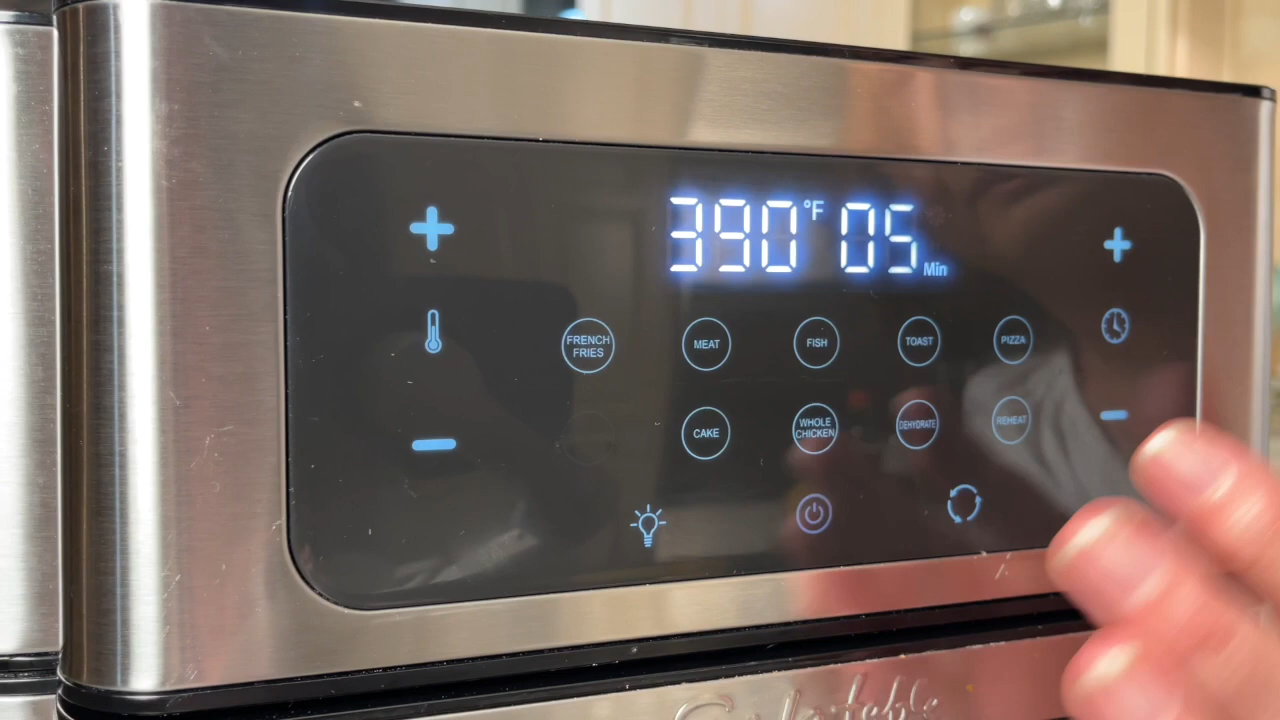 390 °F 05 Min
FRENCH
FRIES
MEAT
FISH
TOAST
PIZZA
CAKE
WHOLE
CHICKEN
DEHYDRATE
REHEAT